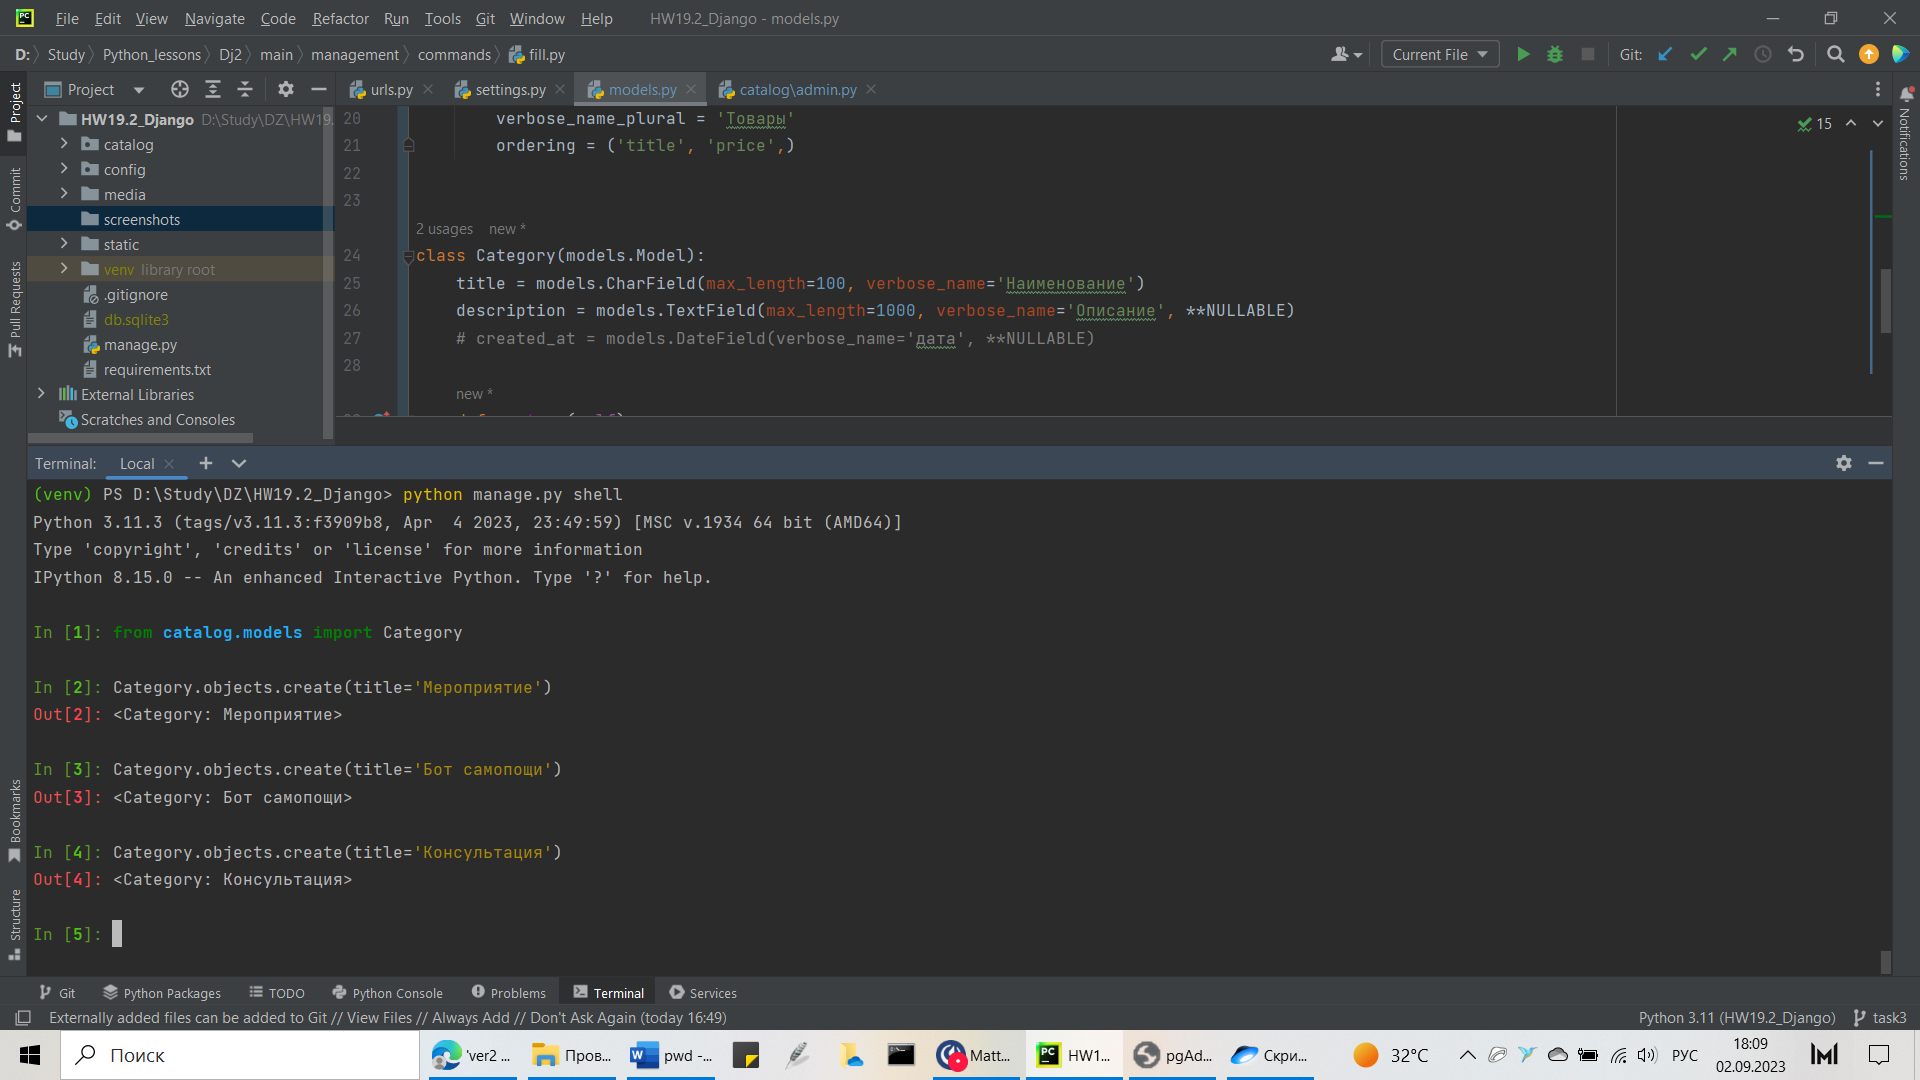 File Edit View Navigate Code Refactor Run Tools Git Window Help HW19.2_Django - models.py
D: Study Python_lessons Dj2 main management commands fill.py Current File Git:
Project urls.py settings.py models.py catalog\admin.py
HW19.2_Django D:\Study\DZ\HW19.
catalog
config
media
screenshots
static
venv library root
.gitignore
db.sqlite3
manage.py
requirements.txt
External Libraries
Scratches and Consoles
20 verbose_name_plural = 'Товары'
21 ordering = ('title', 'price',)
22
23
2 usages new *
24 class Category(models.Model):
25 title = models.CharField(max_length=100, verbose_name='Наименование')
26 description = models.TextField(max_length=1000, verbose_name='Описание', **NULLABLE)
27 # created_at = models.DateField(verbose_name='дата', **NULLABLE)
28
new *
15
Project
Commit
Pull Requests
Bookmarks
Structure
Notifications
Terminal: Local
(venv) PS D:\Study\DZ\HW19.2_Django> python manage.py shell
Python 3.11.3 (tags/v3.11.3:f3909b8, Apr  4 2023, 23:49:59) [MSC v.1934 64 bit (AMD64)]
Type 'copyright', 'credits' or 'license' for more information
IPython 8.15.0 -- An enhanced Interactive Python. Type '?' for help.
In [1]: from catalog.models import Category
In [2]: Category.objects.create(title='Мероприятие')
Out[2]: <Category: Мероприятие>
In [3]: Category.objects.create(title='Бот самопощи')
Out[3]: <Category: Бот самопощи>
In [4]: Category.objects.create(title='Консультация')
Out[4]: <Category: Консультация>
In [5]:
Git Python Packages TODO Python Console Problems Terminal Services
Externally added files can be added to Git // View Files // Always Add // Don't Ask Again (today 16:49) Python 3.11 (HW19.2_Django) task3
Поиск 'ver2 ... Пров... pwd -... Matt... HW1... pgAd... Скри... 32°C РУС 18:09
02.09.2023